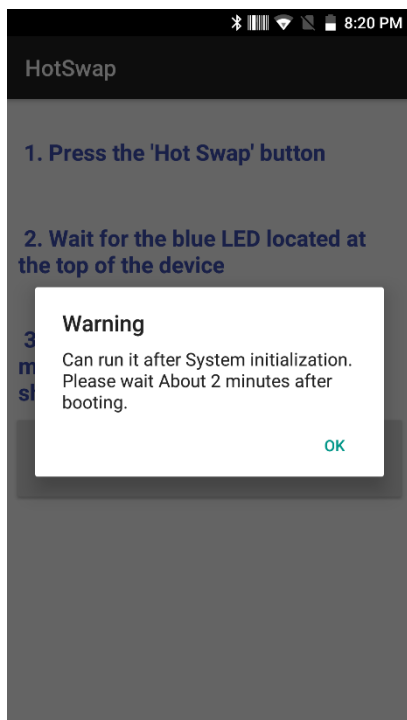 8:20 PM
HotSwap
1. Press the 'Hot Swap' button
2. Wait for the blue LED located at
the top of the device
3
Warning
Can run it after System initialization.
Please wait About 2 minutes after
booting.
OK